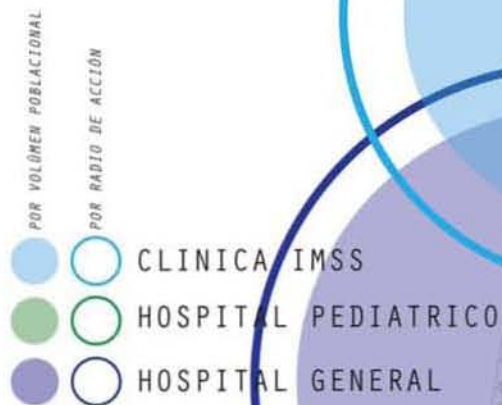 POR VOLÚMEN POBLACIONAL
POR RADIO DE ACCIÓN
CLINICA IMSS
HOSPITAL PEDIATRICO
HOSPITAL GENERAL